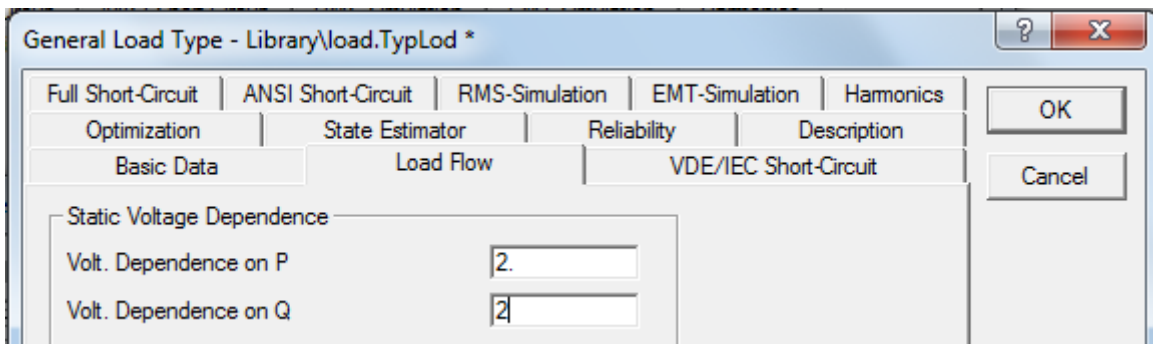 General Load Type - Library\load.TypLod *
Full Short-Circuit ANSI Short-Circuit RMS-Simulation EMT-Simulation Harmonics
OK
Optimization State Estimator Reliability Description
Basic Data Load Flow VDE/IEC Short-Circuit
Cancel
Static Voltage Dependence
Volt. Dependence on P 2.
Volt. Dependence on Q 2